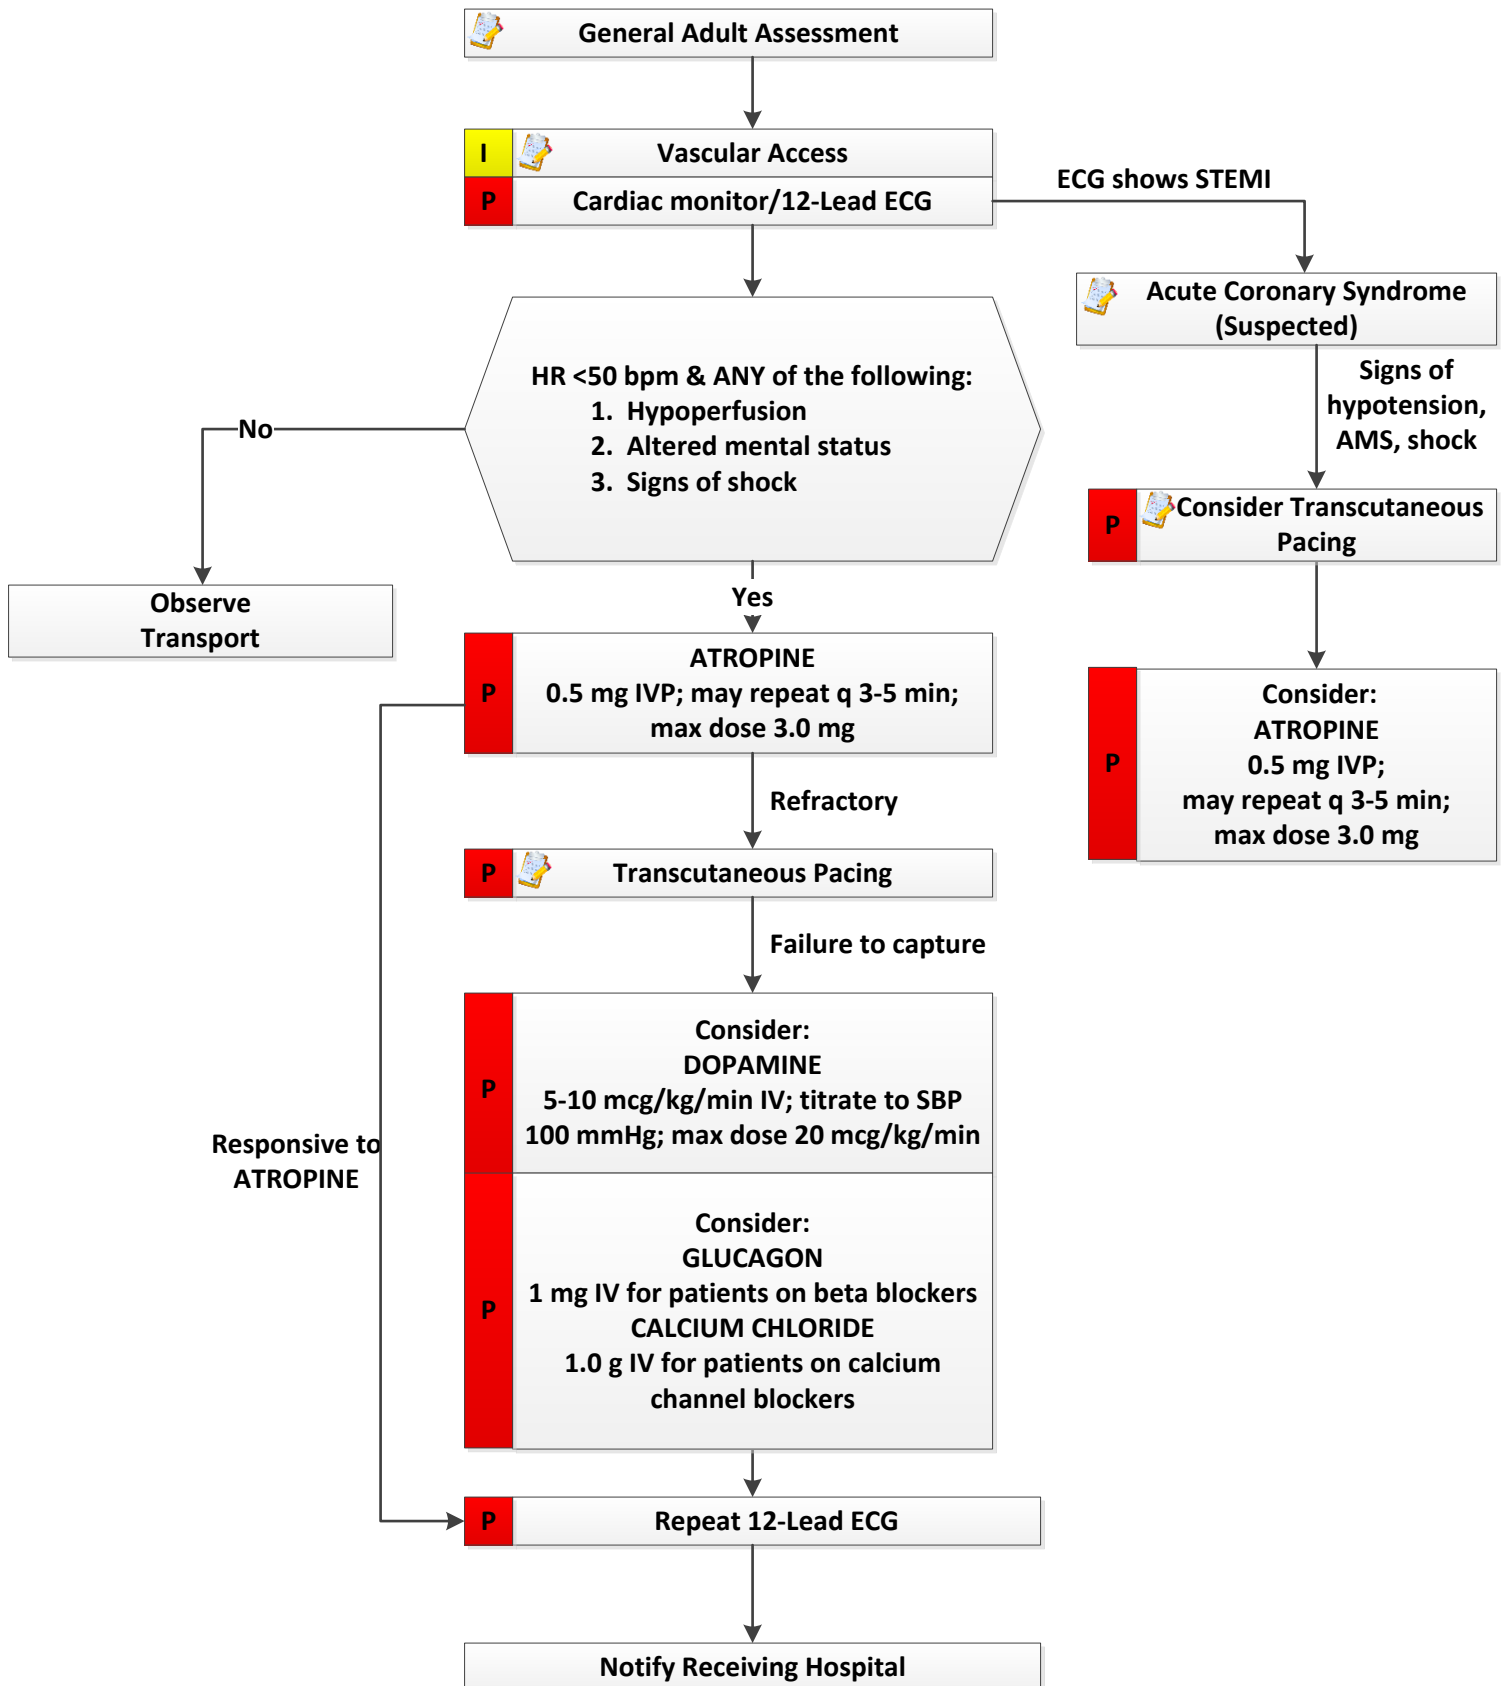 General Adult Assessment
I
Vascular Access
P
Cardiac monitor/12-Lead ECG
ECG shows STEMI
Acute Coronary Syndrome
(Suspected)
Signs of
hypotension,
AMS, shock
P
Consider Transcutaneous
Pacing
P
Consider:
ATROPINE
0.5 mg IVP;
may repeat q 3-5 min;
max dose 3.0 mg
HR <50 bpm & ANY of the following:
1. Hypoperfusion
2. Altered mental status
3. Signs of shock
No
Observe
Transport
Yes
P
ATROPINE
0.5 mg IVP; may repeat q 3-5 min;
max dose 3.0 mg
Refractory
P
Transcutaneous Pacing
Failure to capture
P
Consider:
DOPAMINE
5-10 mcg/kg/min IV; titrate to SBP
100 mmHg; max dose 20 mcg/kg/min
Responsive to
ATROPINE
P
Consider:
GLUCAGON
1 mg IV for patients on beta blockers
CALCIUM CHLORIDE
1.0 g IV for patients on calcium
channel blockers
P
Repeat 12-Lead ECG
Notify Receiving Hospital